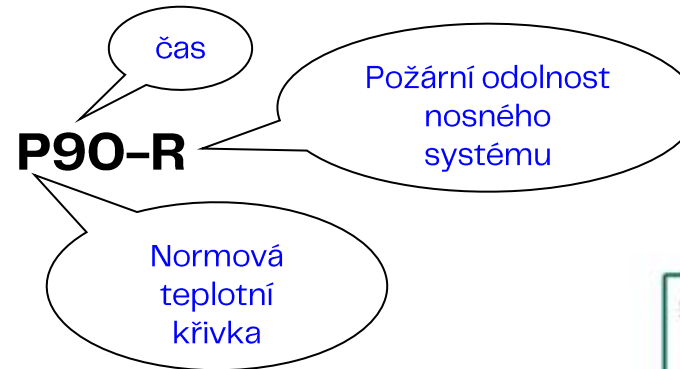 čas
Požární odolnost
nosného
systému
P90-R
Normová
teplotní
křivka